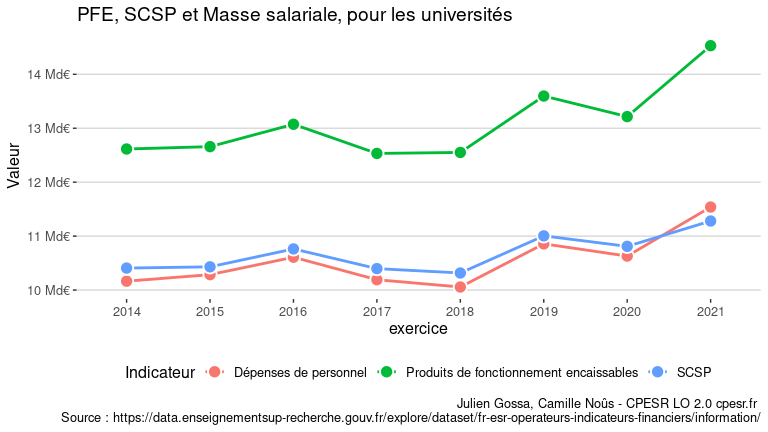 PFE, SCSP et Masse salariale, pour les universités
Valeur
14 Md€
13 Md€
12 Md€
11 Md€
10 Md€
2014 2015 2016 2017 2018 2019 2020 2021
exercice
Indicateur Dépenses de personnel Produits de fonctionnement encaissables SCSP
Julien Gossa, Camille Noûs - CPESR LO 2.0 cpesr.fr
Source : https://data.enseignementsup-recherche.gouv.fr/explore/dataset/fr-esr-operateurs-indicateurs-financiers/information/